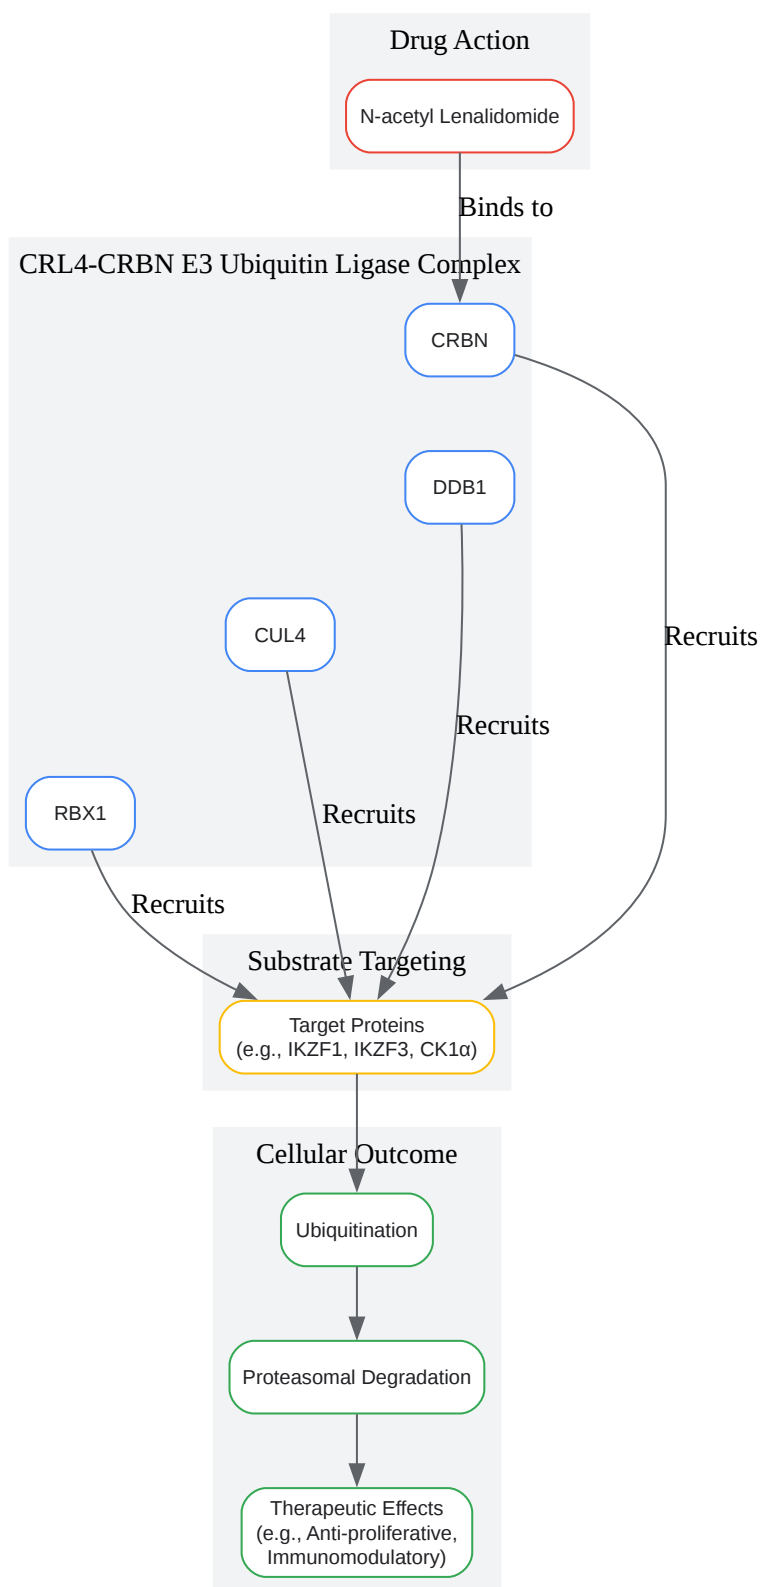 Drug Action
N-acetyl Lenalidomide
Binds to
CRL4-CRBN E3 Ubiquitin Ligase Complex
CRBN
DDB1
CUL4
Recruits
Recruits
Recruits
RBX1
Recruits
Substrate Targeting
Target Proteins
(e.g., IKZF1, IKZF3, CK1α)
Cellular Outcome
Ubiquitination
Proteasomal Degradation
Therapeutic Effects
(e.g., Anti-proliferative,
Immunomodulatory)